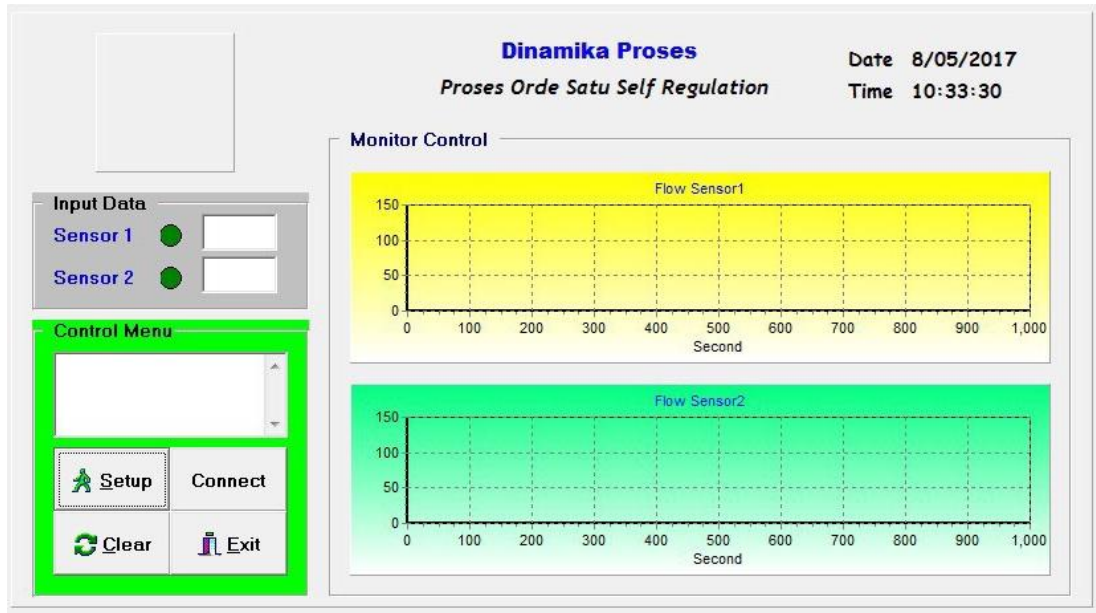 Dinamika Proses
Proses Orde Satu Self Regulation
Date 8/05/2017
Time 10:33:30
Input Data
Sensor 1
Sensor 2
Control Menu
Setup
Connect
Clear
Exit
Monitor Control
Flow Sensor1
150
100
50
0
0 100 200 300 400 500 600 700 800 900 1,000
Second
Flow Sensor2
150
100
50
0
0 100 200 300 400 500 600 700 800 900 1,000
Second